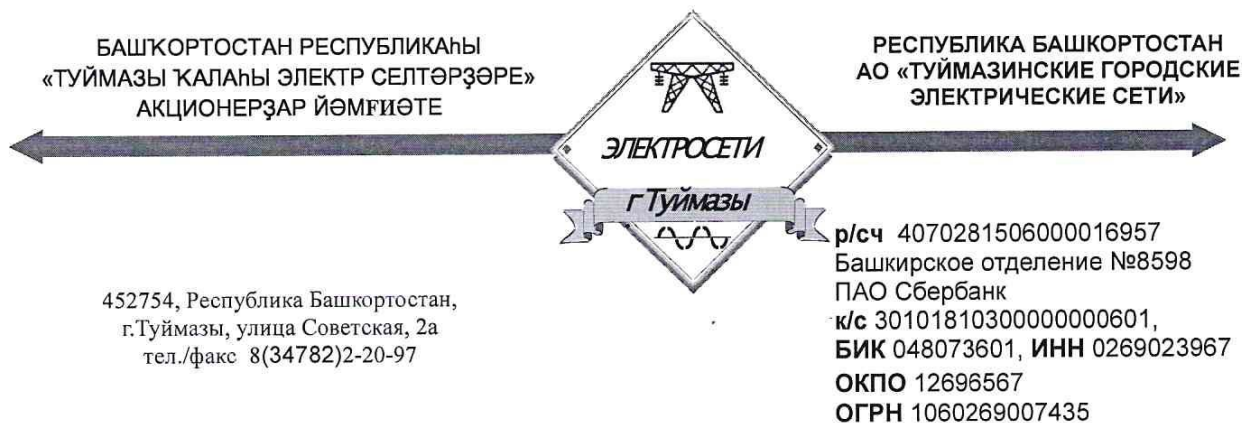 БАШҠОРТОСТАН РЕСПУБЛИКАҺЫ
«ТУЙМАЗЫ ҠАЛАҺЫ ЭЛЕКТР СЕЛТӘРҘӘРЕ»
АКЦИОНЕРҘАР ЙӘМҒИӘТЕ
ЭЛЕКТРОСЕТИ
г Туймазы
РЕСПУБЛИКА БАШКОРТОСТАН
АО «ТУЙМАЗИНСКИЕ ГОРОДСКИЕ
ЭЛЕКТРИЧЕСКИЕ СЕТИ»
452754, Республика Башкортостан,
г.Туймазы, улица Советская, 2а
тел./факс 8(34782)2-20-97
р/сч 4070281506000016957
Башкирское отделение №8598
ПАО Сбербанк
к/с 30101810300000000601,
БИК 048073601, ИНН 0269023967
ОКПО 12696567
ОГРН 1060269007435